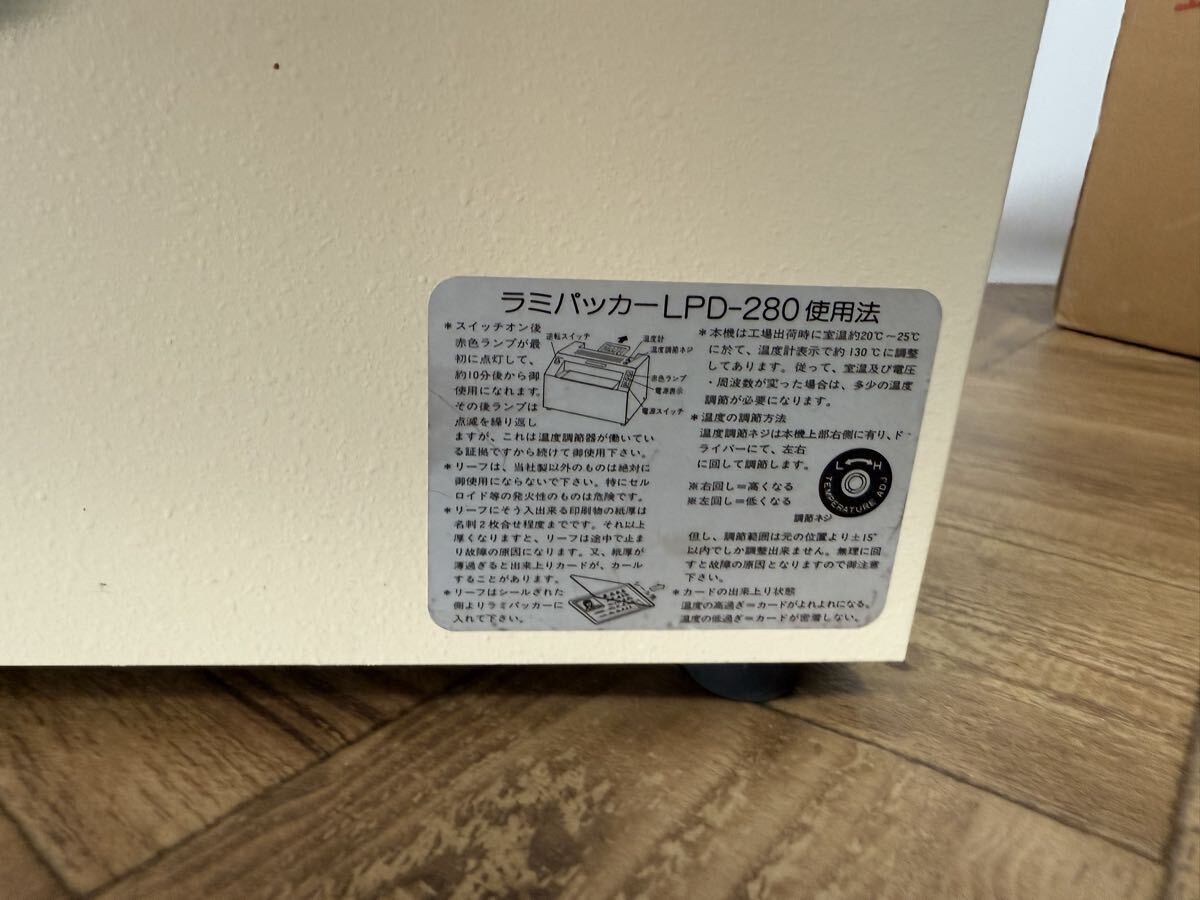 ラミパッカーLPD-280使用法
＊スイッチオン後
赤色ランプが最
初に点灯して、
約10分後から御
使用になれます。
その後ランプは
点滅を繰り返し
ますが、これは温度調節器が働いてい
る証拠ですから続けて御使用下さい。
＊リーフは、当社製以外のものは絶対に
御使用にならないで下さい。特にセル
ロイド等の発火性のものは危険です。
＊リーフにそう入出来る印刷物の紙厚は
名刺2枚合せ程度までです。それ以上
厚くなりますと、リーフは途中で止ま
り故障の原因になります。又、紙厚が
薄過ぎると出来上りカードが、カール
することがあります。
＊リーフはシールされた
側よりラミパッカーに
入れて下さい。
逆転スイッチ
温度計
温度調節ネジ
赤色ランプ
電源表示
電源スイッチ
＊本機は工場出荷時に室温約20℃〜25℃
に於て、温度計表示で約130℃に調整
してあります。従って、室温及び電圧
・周波数が変った場合は、多少の温度
調節が必要になります。
＊温度の調節方法
温度調節ネジは本機上部右側に有り、ド
ライバーにて、左右
に回して調節します。
※右回し＝高くなる
※左回し＝低くなる
L H
TEMPERATURE ADJ
調節ネジ
但し、調節範囲は元の位置より±15°
以内でしか調整出来ません。無理に回
すと故障の原因となりますので御注意
下さい。
＊カードの出来上り状態
温度の高過ぎ＝カードがよれよれになる。
温度の低過ぎ＝カードが密着しない。